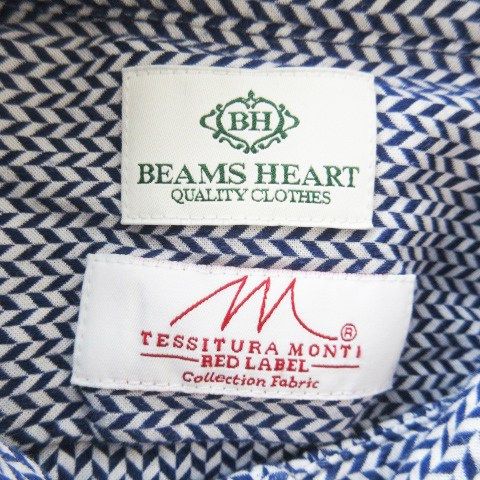 BH
BEAMS HEART
QUALITY CLOTHES
M
®
TESSITURA MONTI
RED LABEL
Collection Fabric